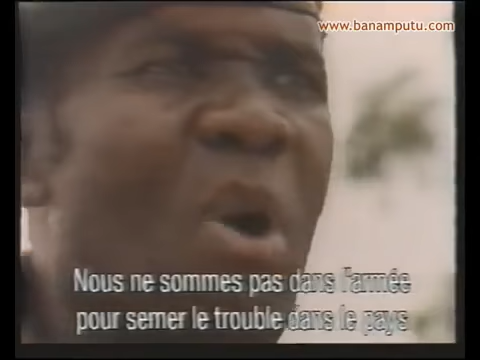 www.banamputu.com
Nous ne sommes pas dans l'armée
pour semer le trouble dans le pays